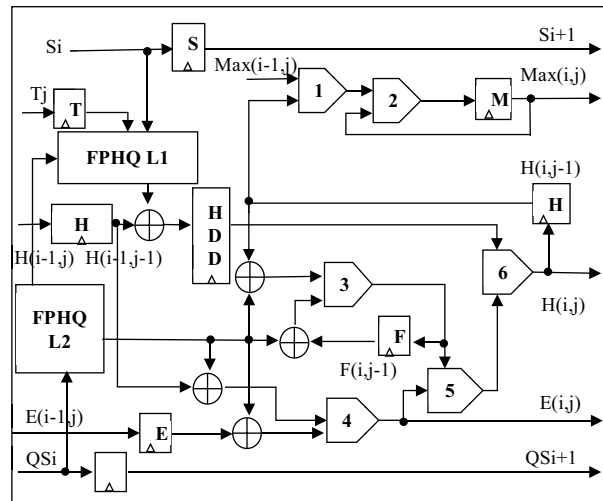 Si S Si+1
Max(i-1,j) 1 2 M Max(i,j)
Tj T
FPHQ L1
H(i,j-1)
H H D D H
H(i-1,j) H(i-1,j-1) 6
3 H(i,j)
FPHQ L2
F
F(i,j-1) 5
E(i-1,j) E 4 E(i,j)
QSi QSi+1